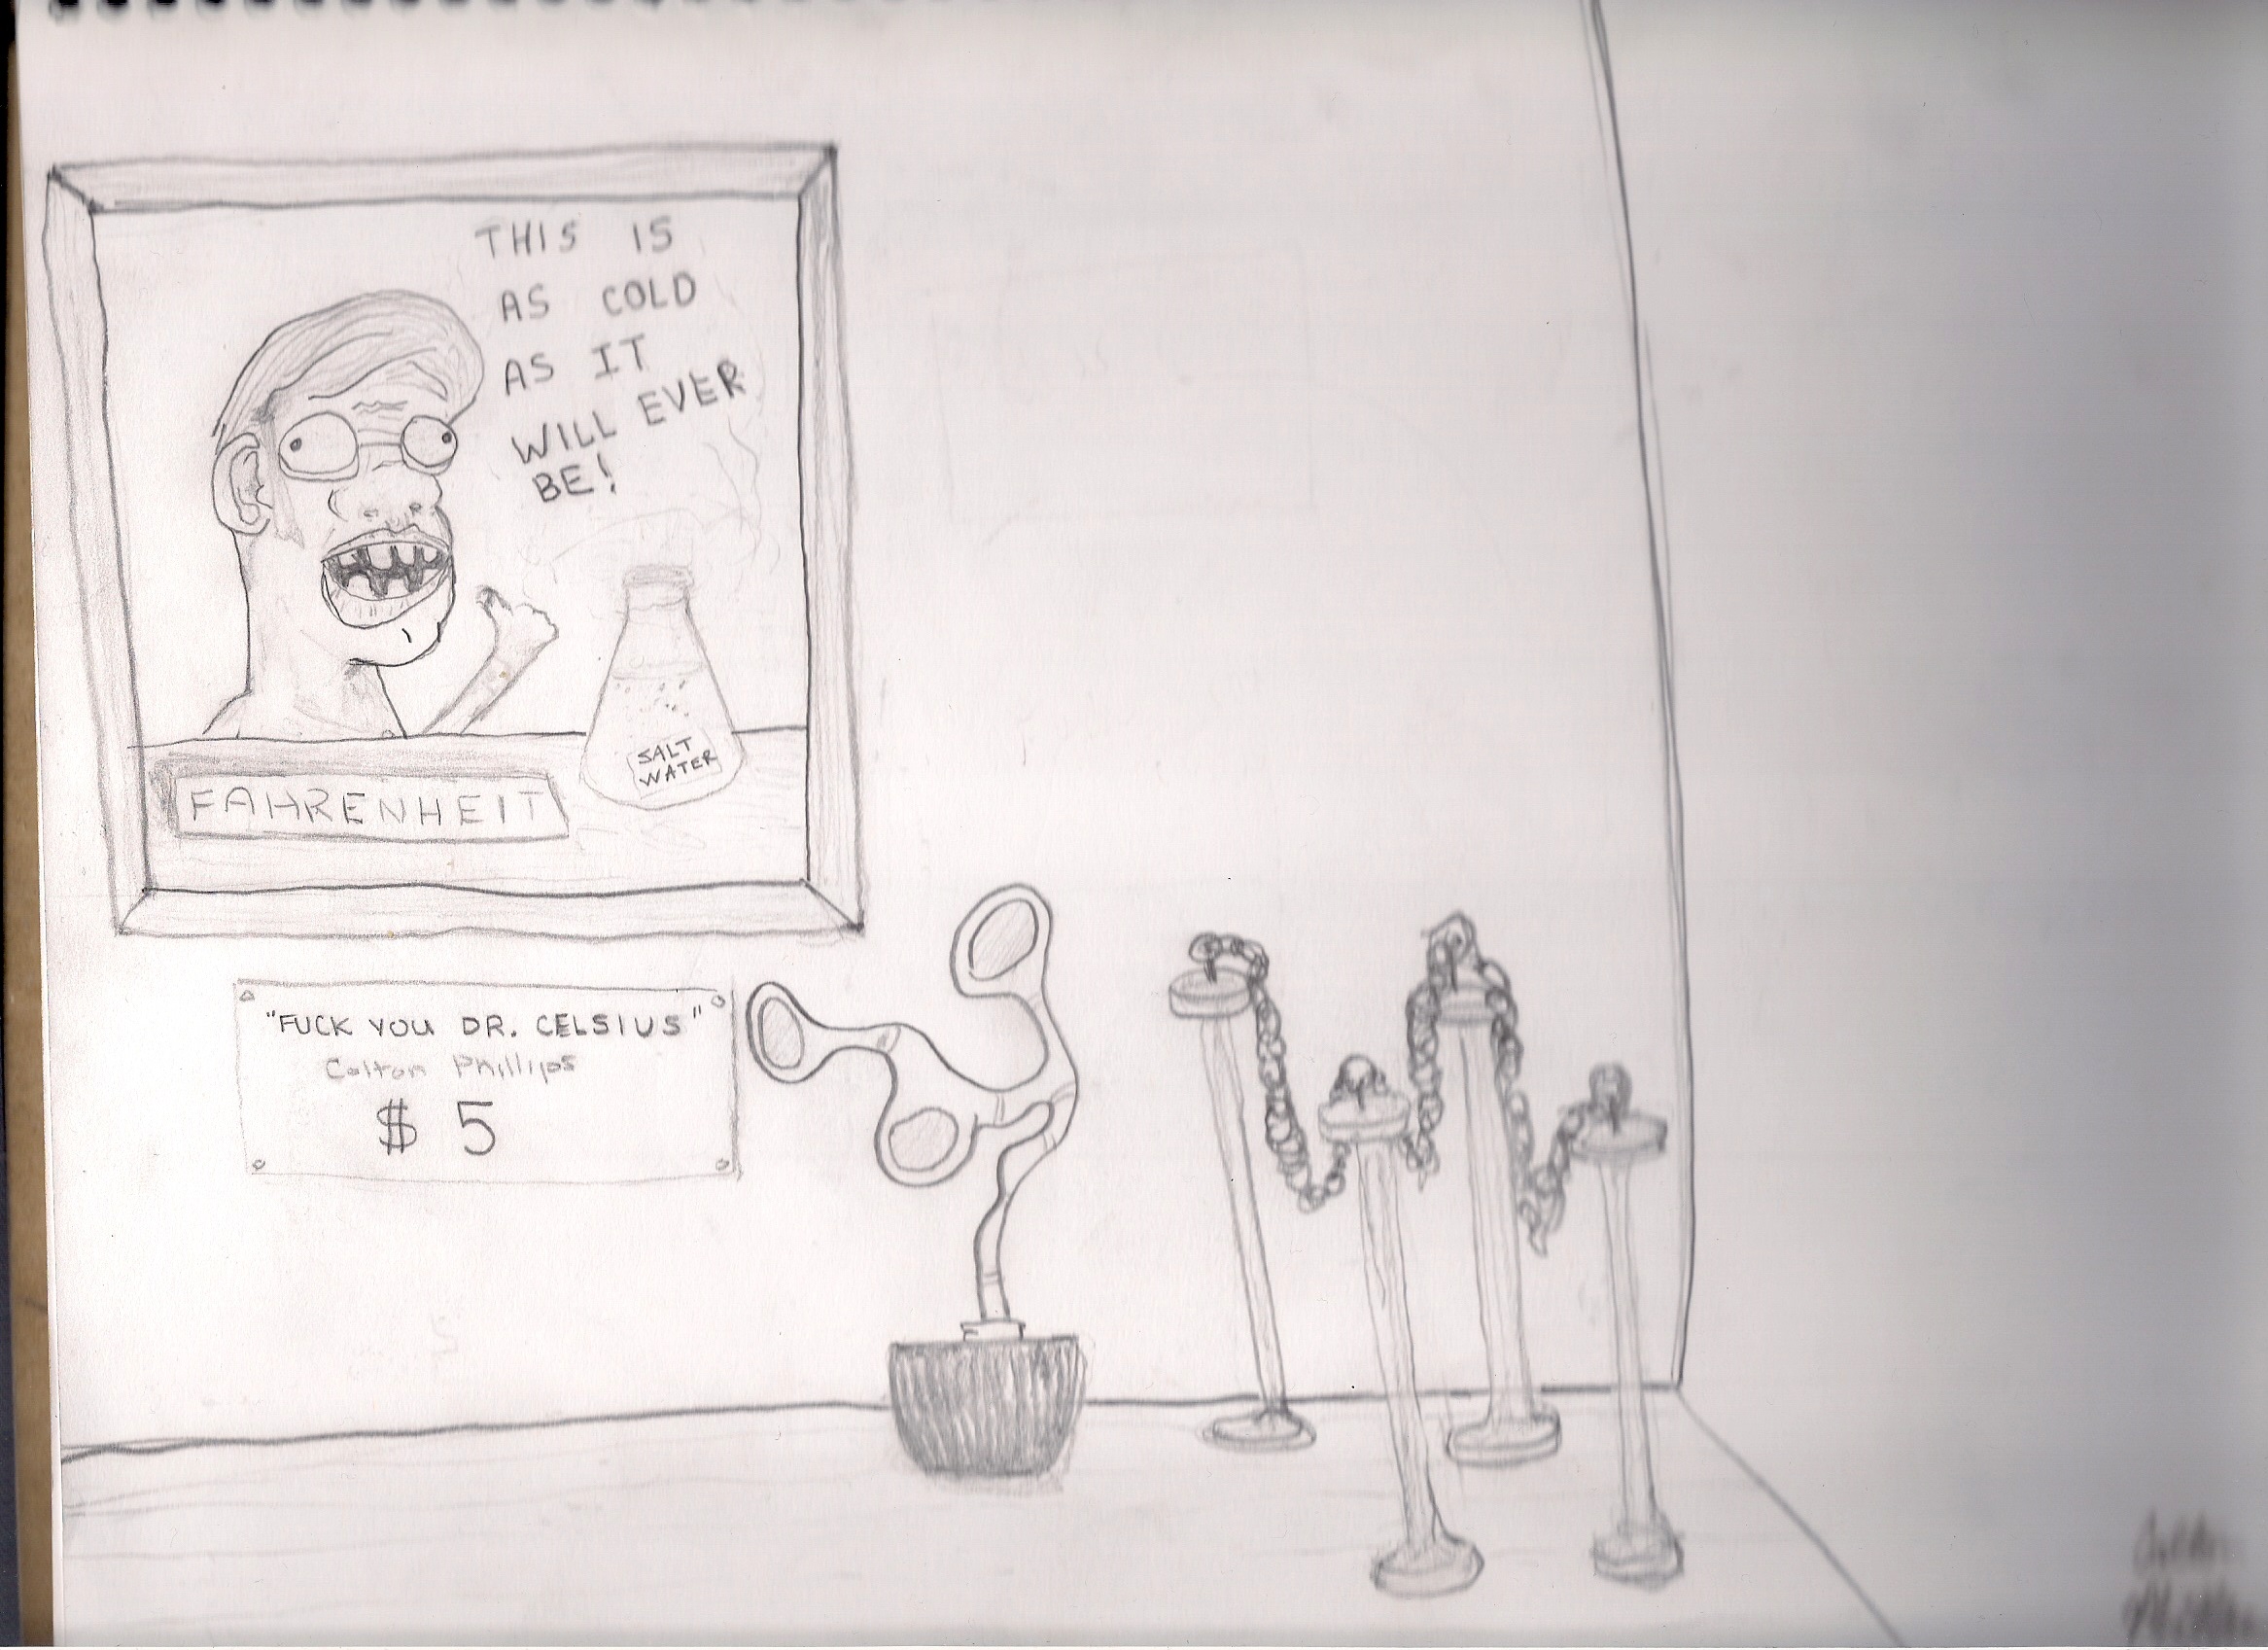 THIS IS
AS COLD
AS IT
WILL EVER
BE!
SALT
WATER
FAHRENHEIT
"FUCK YOU DR. CELSIUS"
Colton Phillips
$ 5